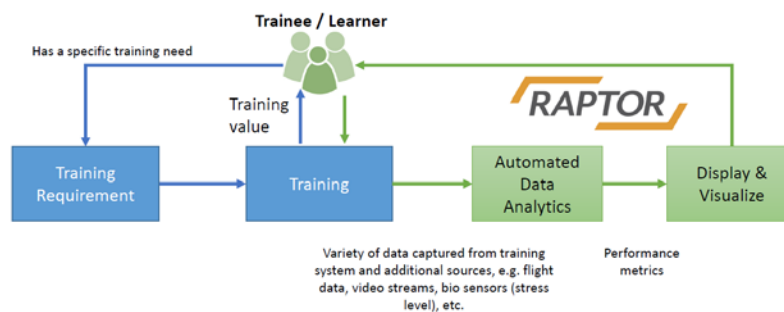 Trainee / Learner
Has a specific training need
Training
value
RAPTOR
Training
Requirement
Training
Automated
Data
Analytics
Display &
Visualize
Variety of data captured from training
system and additional sources, e.g. flight
data, video streams, bio sensors (stress
level), etc.
Performance
metrics